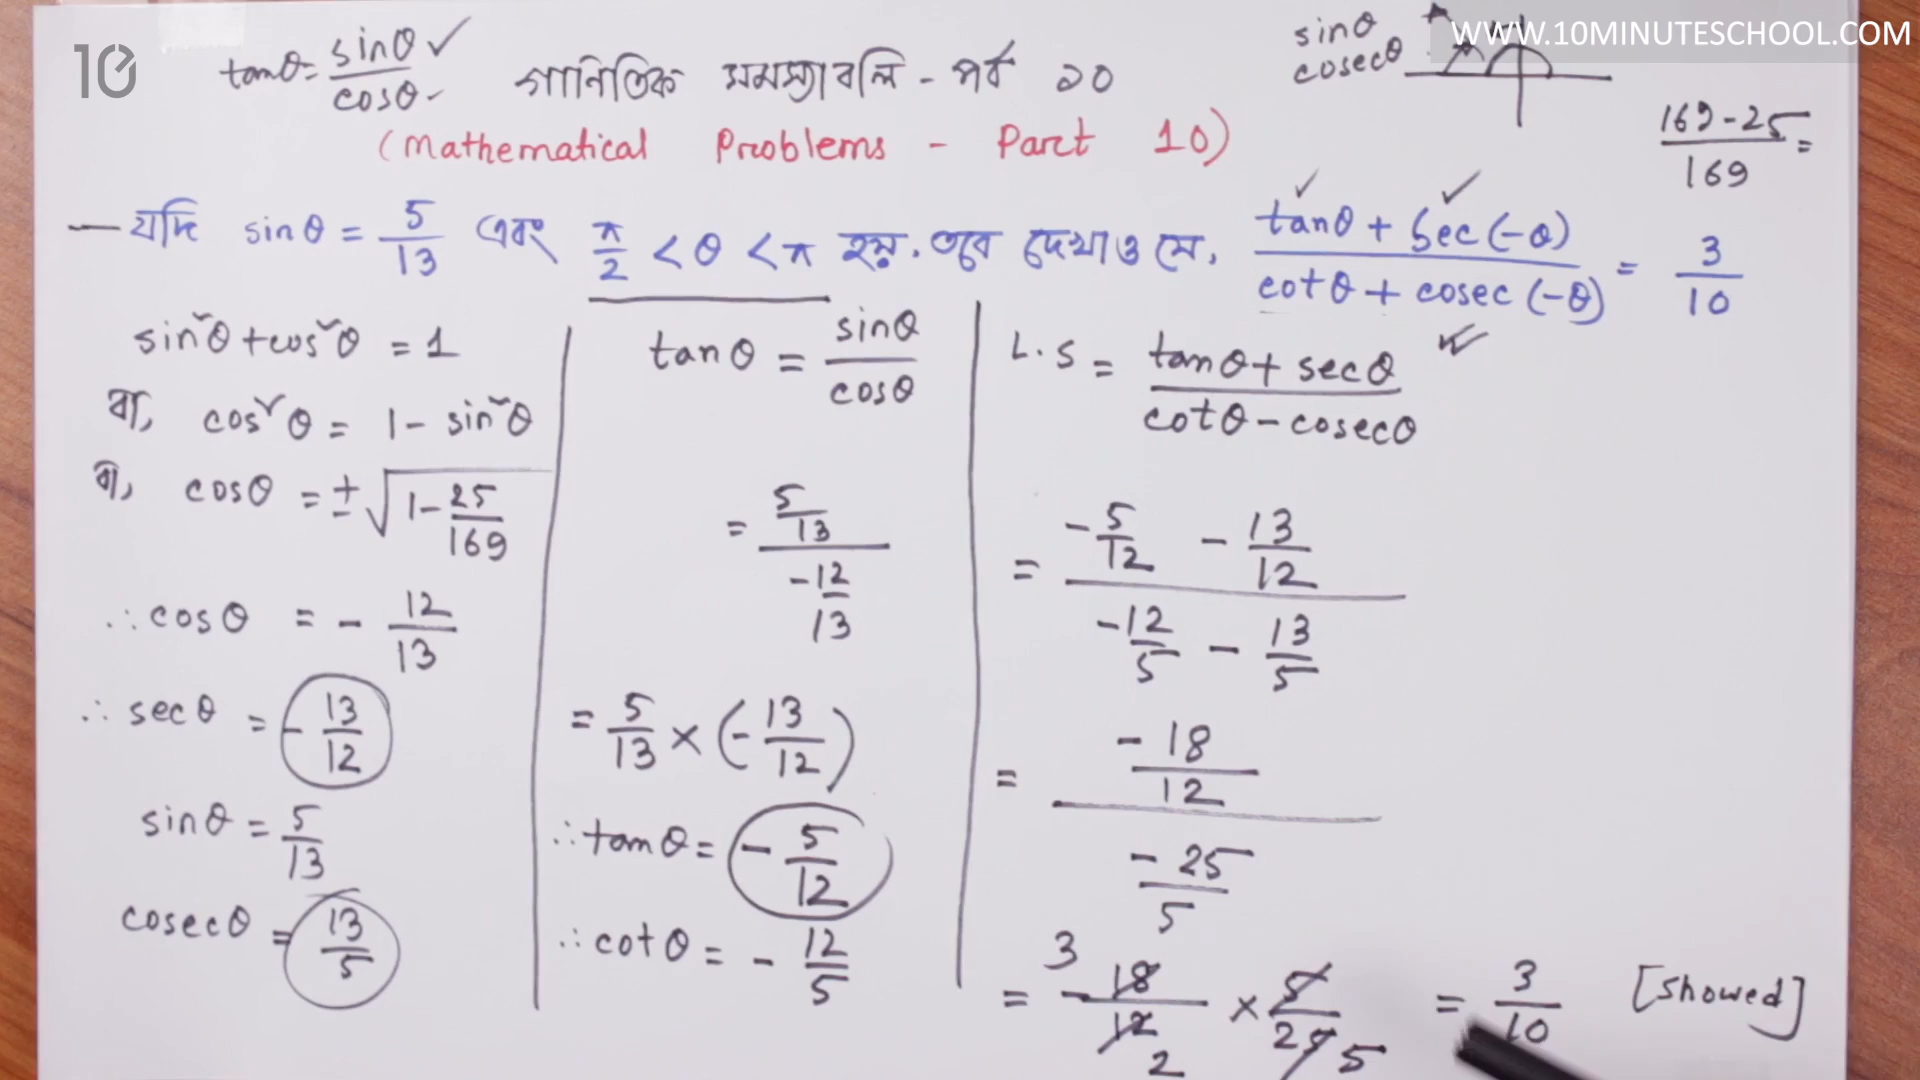 WWW.10MINUTESCHOOL.COM
10
tanθ = sinθ/cosθ ✓
গাণিতিক সমস্যাবলি - পর্ব ১০
sinθ
cosecθ
(Mathematical Problems - Part 10)
(169-25)/169 =
— যদি sinθ = 5/13 এবং π/2 < θ < π হয়, তবে দেখাও যে, (tanθ + Sec(-θ))/(cotθ + cosec(-θ)) = 3/10
sin²θ + cos²θ = 1
বা, cos²θ = 1 - sin²θ
বা, cosθ = ±√(1 - 25/169)
∴ cosθ = - 12/13
∴ secθ = - 13/12
sinθ = 5/13
cosecθ = 13/5
tanθ = sinθ/cosθ
= (5/13)/(-12/13)
= 5/13 × (- 13/12)
∴ tanθ = - 5/12
∴ cotθ = - 12/5
L.S = (tanθ + secθ)/(cotθ - cosecθ)
= (-5/12 - 13/12)/(-12/5 - 13/5)
= (-18/12)/(-25/5)
= - 18/12 × 5/25 = 3/10 [Showed]
3
2
5